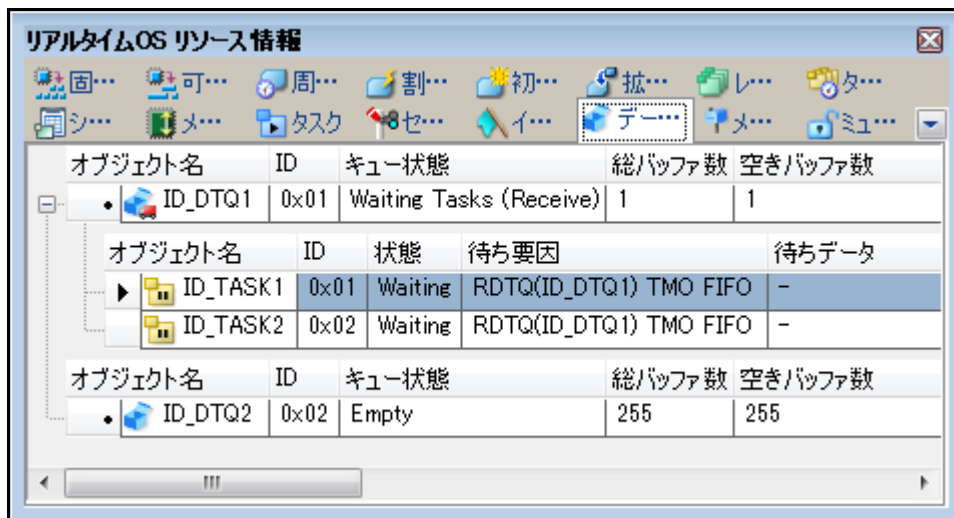 リアルタイムOS リソース情報
固… 可… 周… 割… 初… 拡… レ… タ…
シ… メ… タスク セ… イ… デー… メ… ミュ…
オブジェクト名 ID キュー状態 総バッファ数 空きバッファ数
ID_DTQ1 0x01 Waiting Tasks (Receive) 1 1
オブジェクト名 ID 状態 待ち要因 待ちデータ
ID_TASK1 0x01 Waiting RDTQ(ID_DTQ1) TMO FIFO -
ID_TASK2 0x02 Waiting RDTQ(ID_DTQ1) TMO FIFO -
オブジェクト名 ID キュー状態 総バッファ数 空きバッファ数
ID_DTQ2 0x02 Empty 255 255